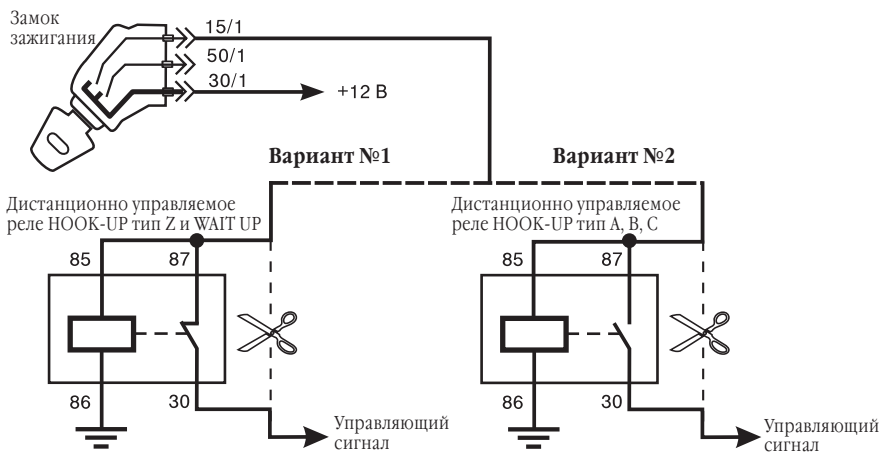 Замок
зажигания
15/1
50/1
30/1
+12 В
Вариант №1
Вариант №2
Дистанционно управляемое
реле HOOK-UP тип Z и WAIT UP
Дистанционно управляемое
реле HOOK-UP тип A, B, C
85
87
85
87
86
30
86
30
Управляющий
сигнал
Управляющий
сигнал